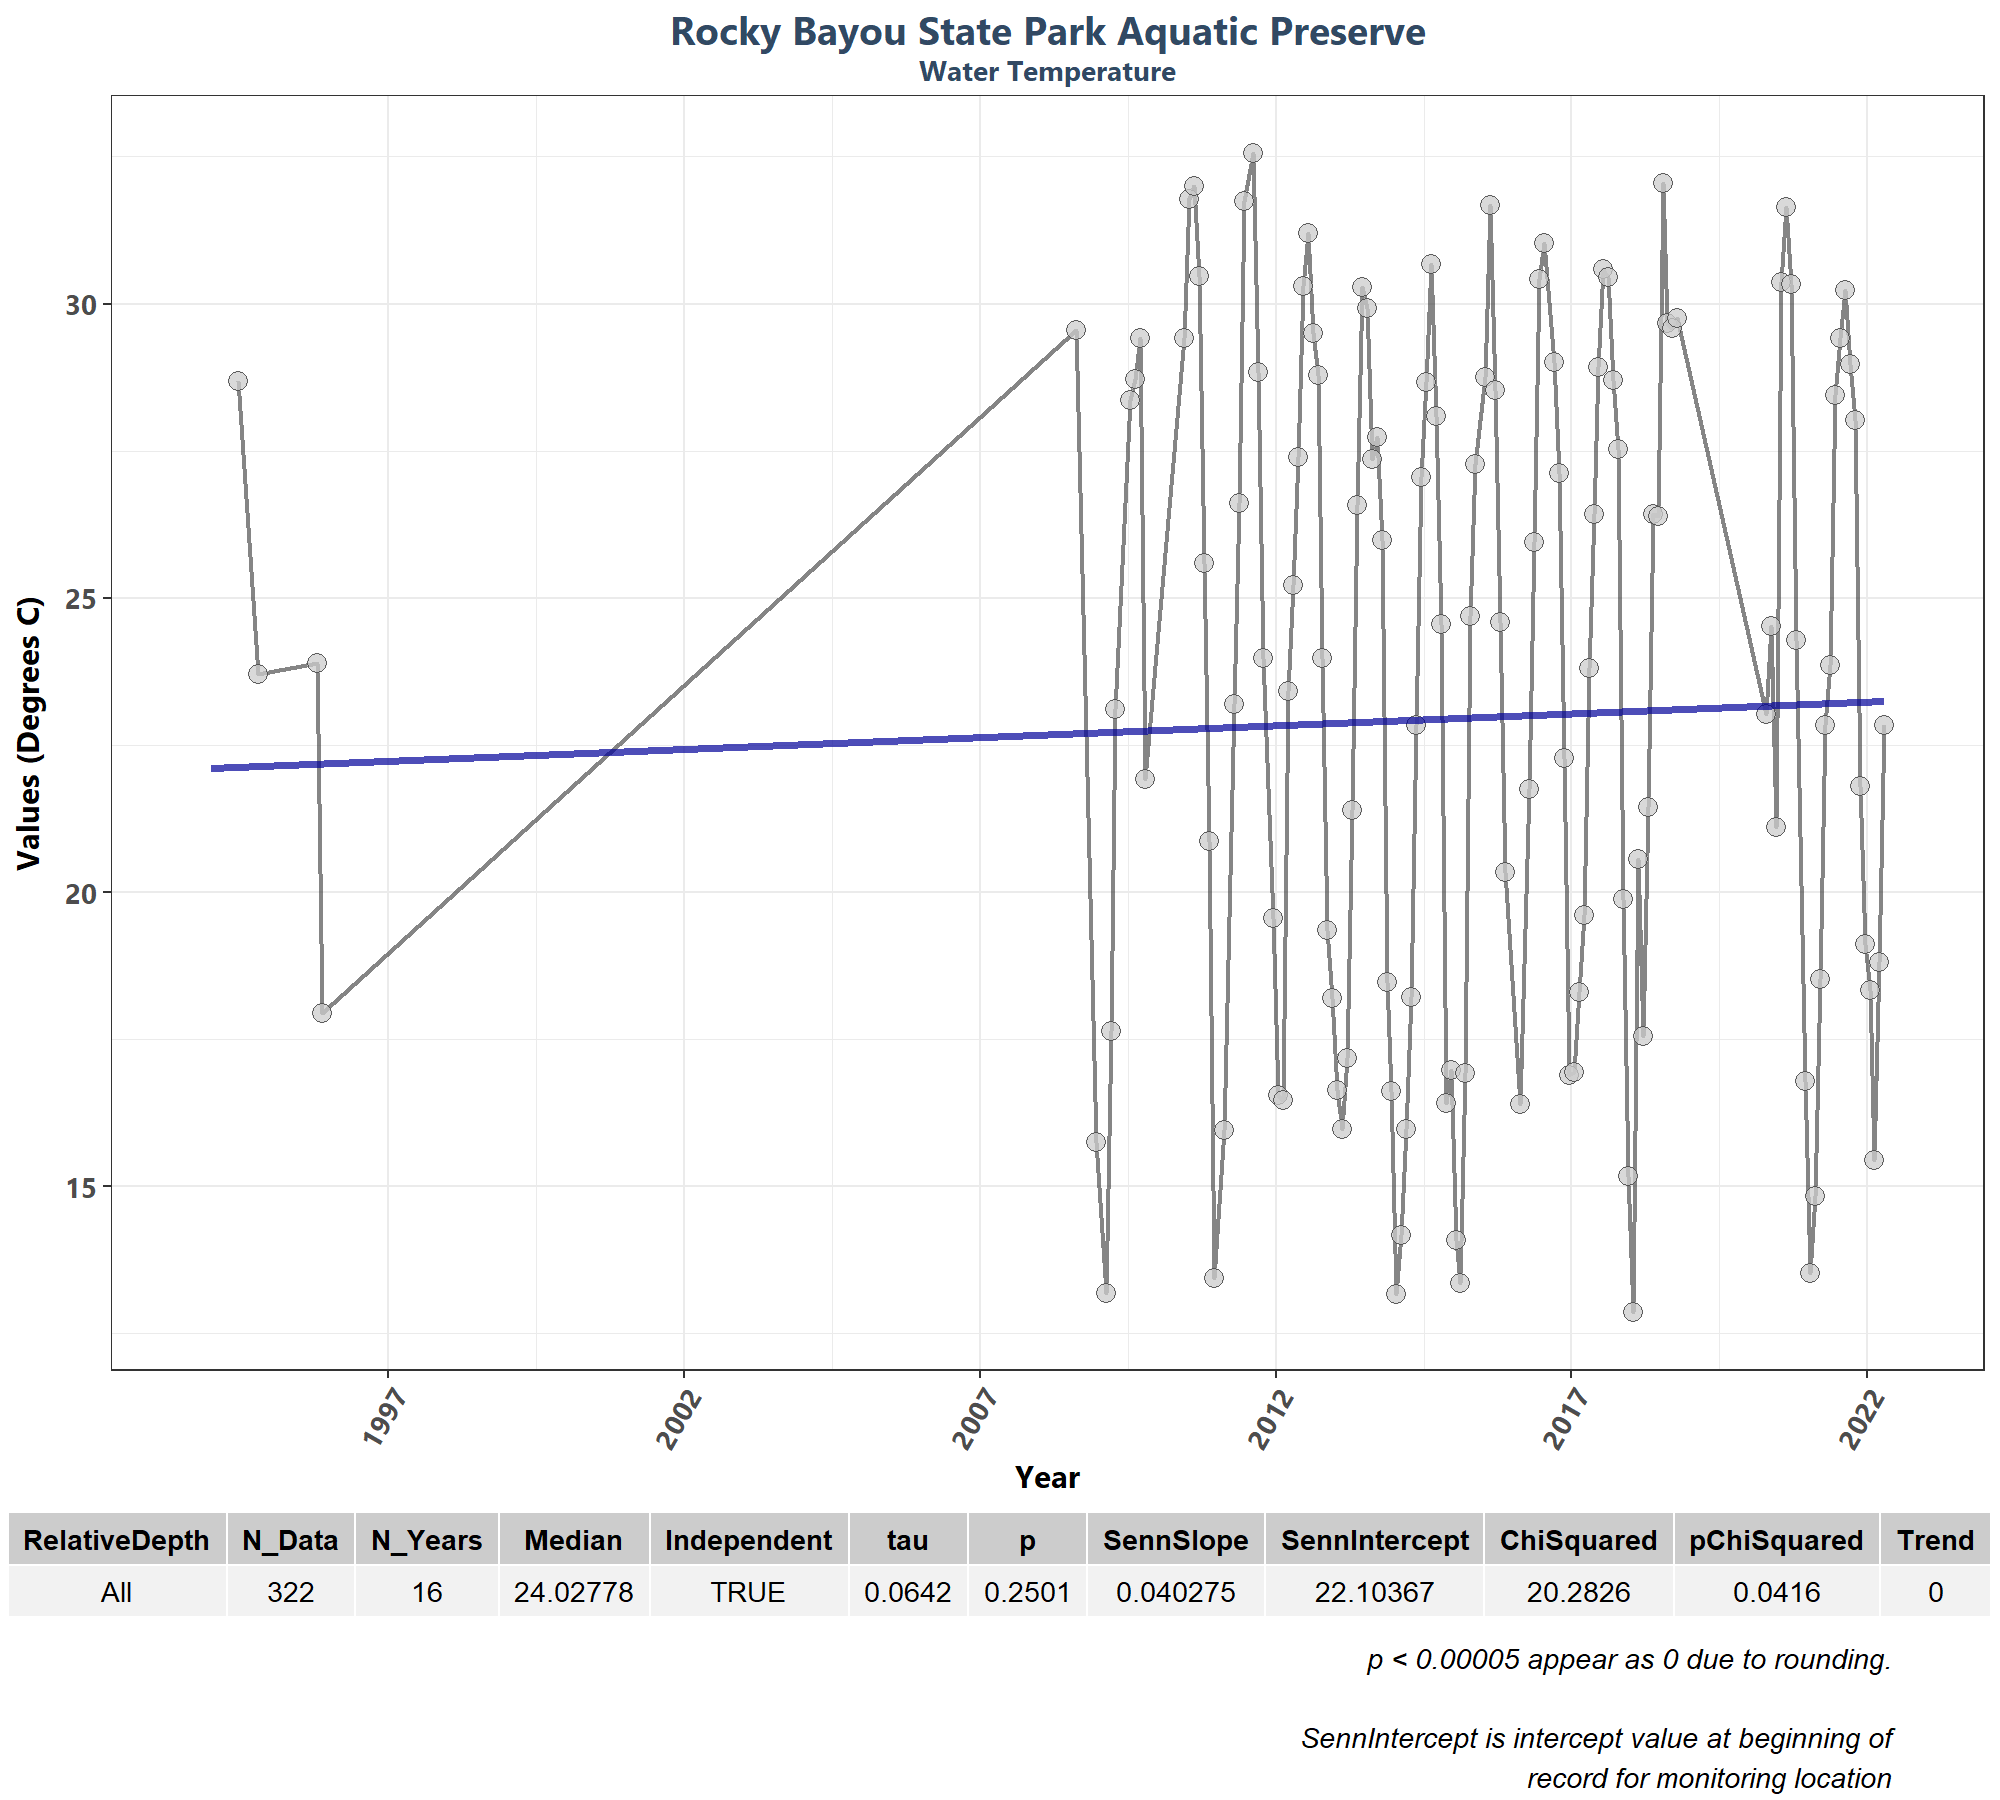 Rocky Bayou State Park Aquatic Preserve
Water Temperature
Values (Degrees C)
30
25
20
15
1997
2002
2007
2012
2017
2022
Year
RelativeDepth N_Data N_Years Median Independent tau p SennSlope SennIntercept ChiSquared pChiSquared Trend
All 322 16 24.02778 TRUE 0.0642 0.2501 0.040275 22.10367 20.2826 0.0416 0
p < 0.00005 appear as 0 due to rounding.
SennIntercept is intercept value at beginning of
record for monitoring location